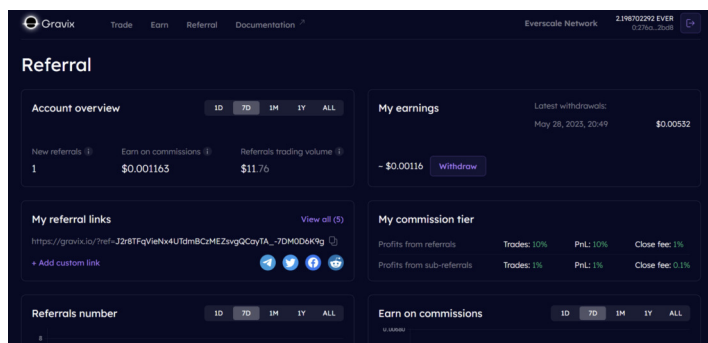 Gravix Trade Earn Referral Documentation ↗ Everscale Network 2.198702292 EVER
0:276a...2bd8
Referral
Account overview 1D 7D 1M 1Y ALL
New referrals Earn on commissions Referrals trading volume
1 $0.001163 $11.76
My earnings Latest withdrawals:
May 28, 2023, 20:49 $0.00532
~ $0.00116 Withdraw
My referral links View all (5)
https://gravix.io/?ref=J2r8TFqVieNx4UTdmBCzMEZsvgQCayTA_-7DM0D6K9g
+ Add custom link
My commission tier
Profits from referrals Trades: 10% PnL: 10% Close fee: 1%
Profits from sub-referrals Trades: 1% PnL: 1% Close fee: 0.1%
Referrals number 1D 7D 1M 1Y ALL
8
Earn on commissions 1D 7D 1M 1Y ALL